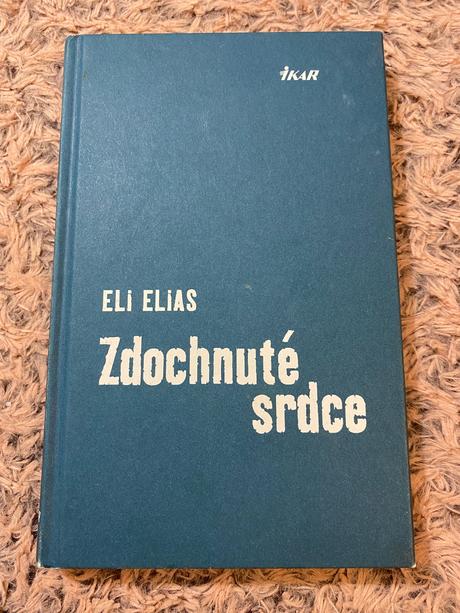 iKAR
ELi ELiAS
Zdochnuté
srdce